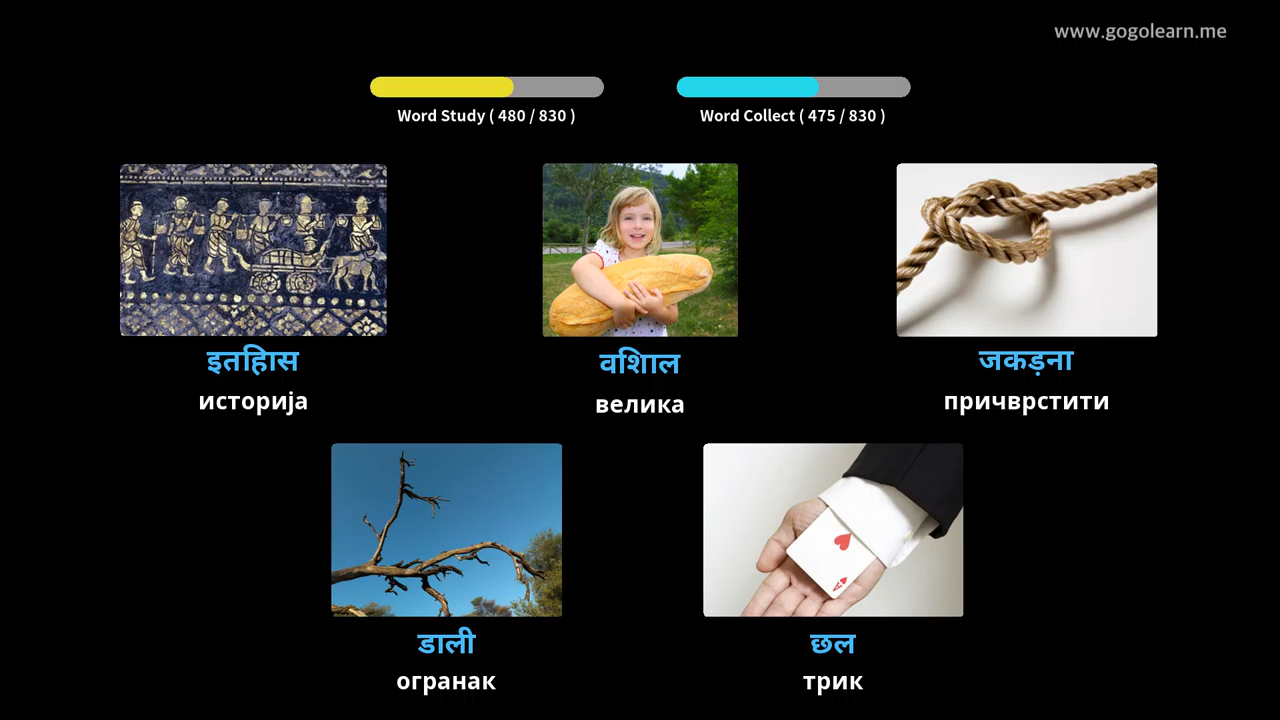 www.gogolearn.me
Word Study ( 480 / 830 )
Word Collect ( 475 / 830 )
इतिहास
историја
विशाल
велика
जकड़ना
причврстити
डाली
огранак
छल
трик